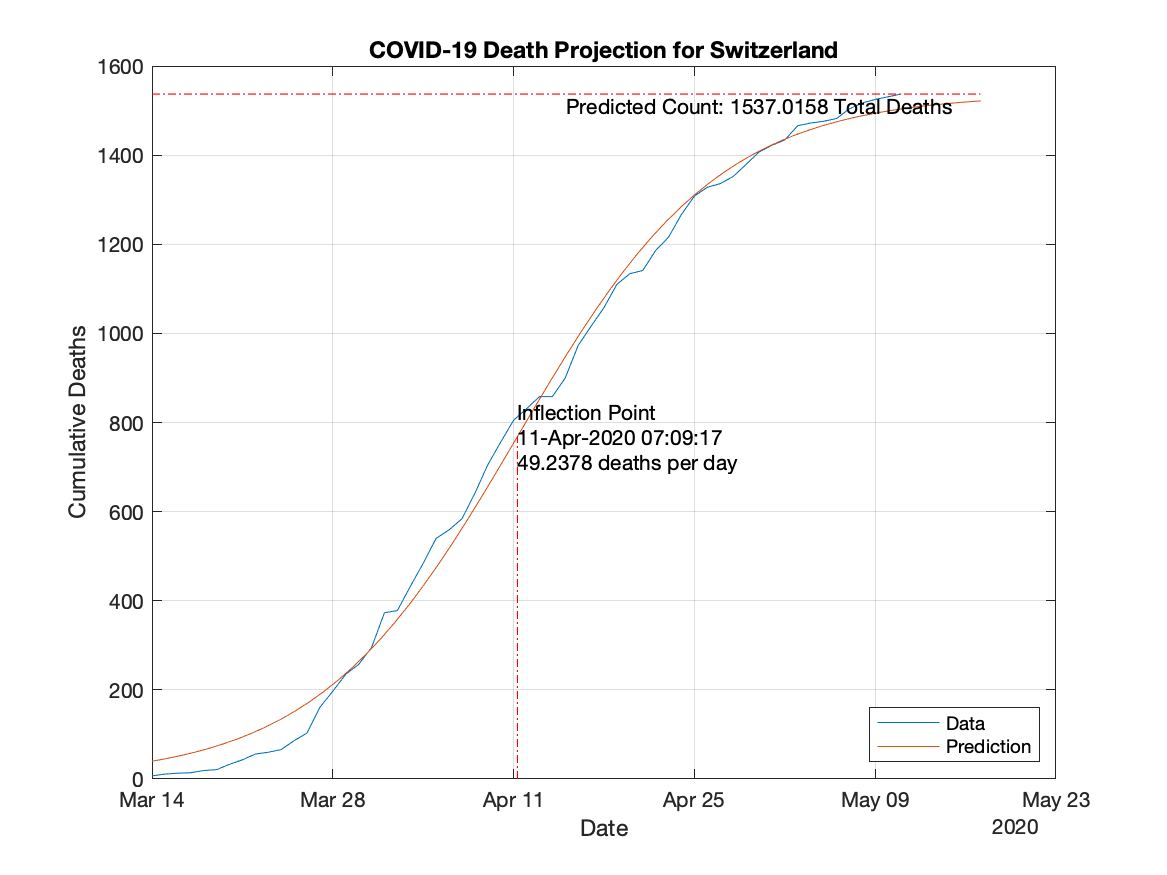 COVID-19 Death Projection for Switzerland
1600
Predicted Count: 1537.0158 Total Deaths
1400
1200
1000
800
600
400
200
0
Cumulative Deaths
Inflection Point
11-Apr-2020 07:09:17
49.2378 deaths per day
Data
Prediction
Mar 14 Mar 28 Apr 11 Apr 25 May 09 May 23
Date
2020